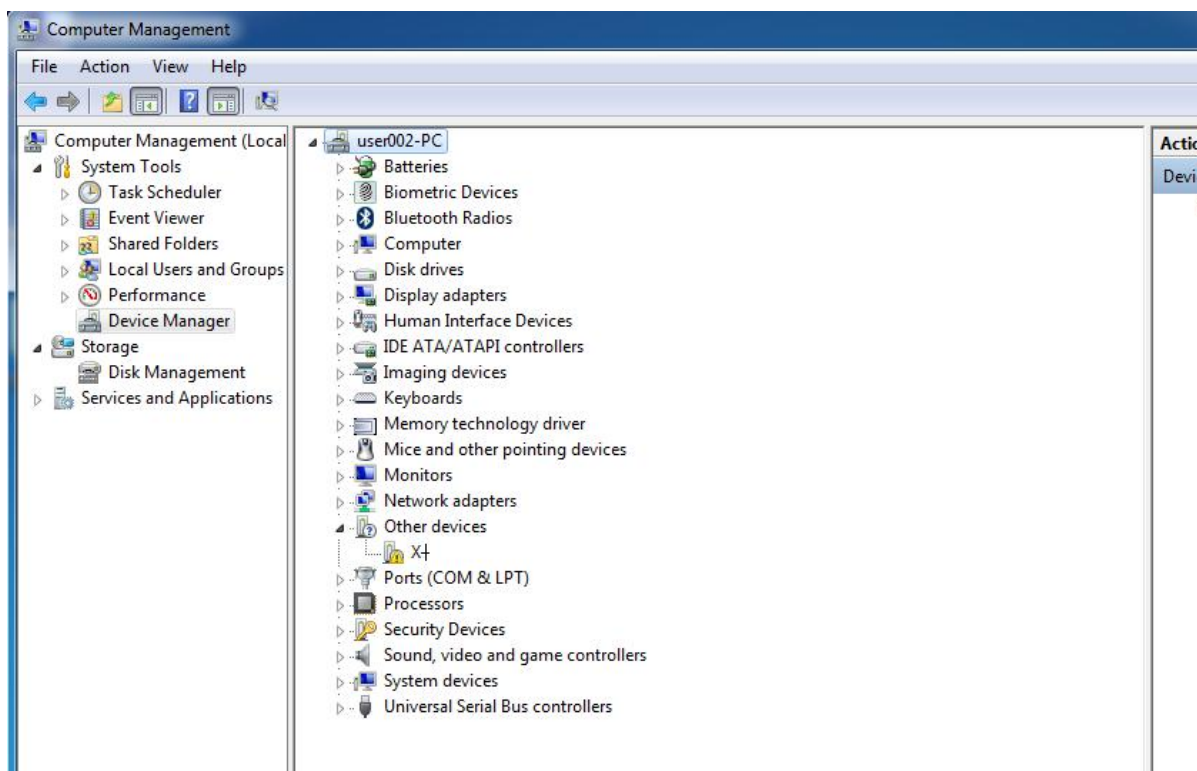 Computer Management
File Action View Help
Computer Management (Local
System Tools
Task Scheduler
Event Viewer
Shared Folders
Local Users and Groups
Performance
Device Manager
Storage
Disk Management
Services and Applications
user002-PC
Batteries
Biometric Devices
Bluetooth Radios
Computer
Disk drives
Display adapters
Human Interface Devices
IDE ATA/ATAPI controllers
Imaging devices
Keyboards
Memory technology driver
Mice and other pointing devices
Monitors
Network adapters
Other devices
X┼
Ports (COM & LPT)
Processors
Security Devices
Sound, video and game controllers
System devices
Universal Serial Bus controllers
Actio
Devi